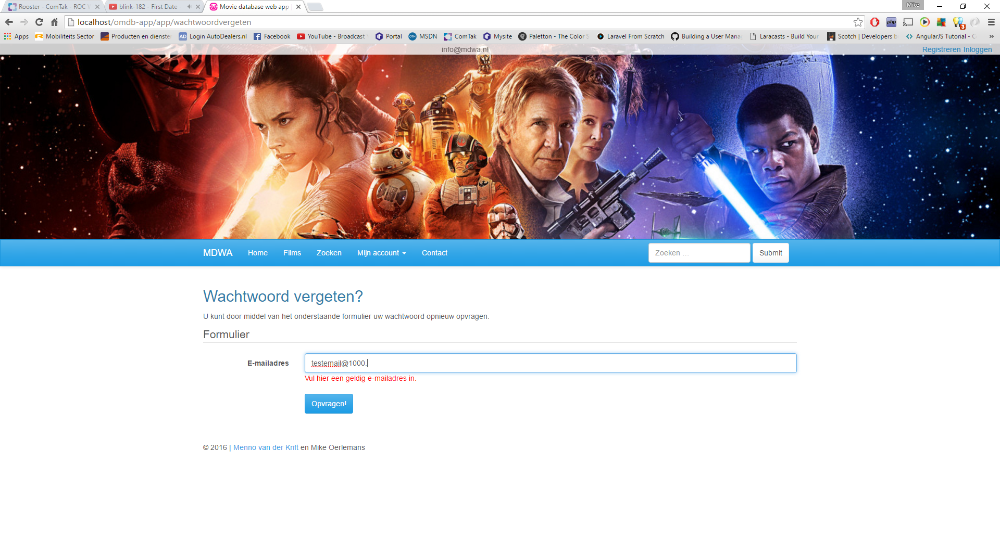 Rooster - ComTak - ROC
blink-182 - First Date -
Movie database web app
Mike
localhost/omdb-app/app/wachtwoordvergeten
php
3
Apps
Mobiliteits Sector
Producten en dienste
AD Login AutoDealers.nl
Facebook
YouTube - Broadcast
Portal
MSDN
ComTak
Mysite
Paletton - The Color
Laravel From Scratch
Building a User Mana
Laracasts - Build Your
Scotch | Developers b
AngularJS Tutorial - C
»
info@mdwa.nl
Registreren Inloggen
MDWA
Home
Films
Zoeken
Mijn account
Contact
Zoeken ...
Submit
Wachtwoord vergeten?
U kunt door middel van het onderstaande formulier uw wachtwoord opnieuw opvragen.
Formulier
E-mailadres
testemail@1000.
Vul hier een geldig e-mailadres in.
Opvragen!
© 2016 | Menno van der Krift en Mike Oerlemans